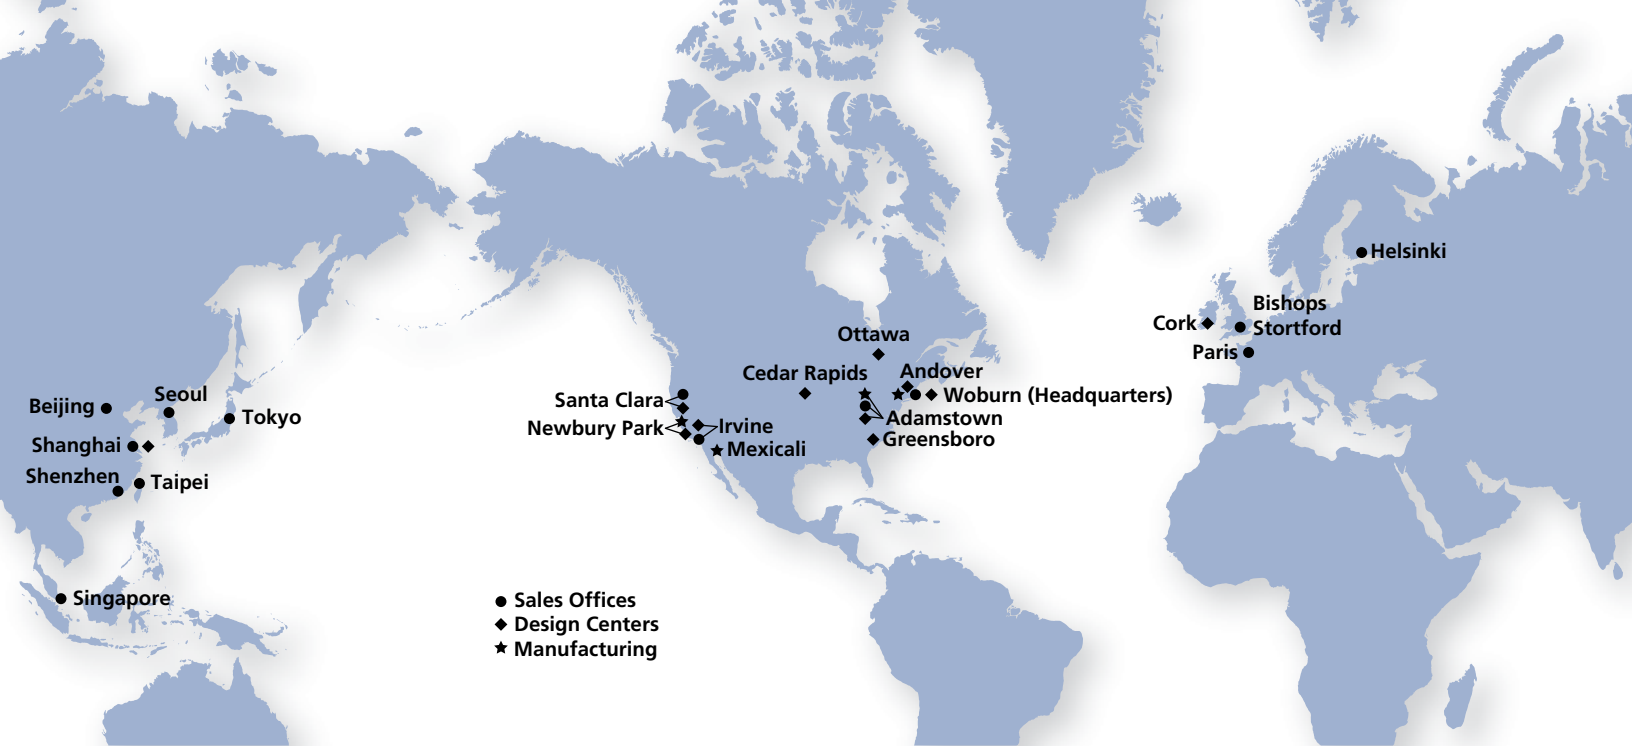 Helsinki
Bishops
Stortford
Cork
Paris
Ottawa
Cedar Rapids
Andover
Woburn (Headquarters)
Santa Clara
Adamstown
Newbury Park
Irvine
Greensboro
Mexicali
Seoul
Beijing
Tokyo
Shanghai
Shenzhen
Taipei
Singapore
Sales Offices
Design Centers
Manufacturing